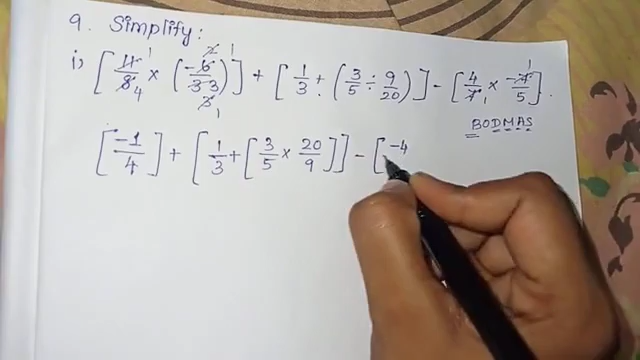 9. Simplify:
i) [11/8 × (-6/33)] + [1/3 + (3/5 ÷ 9/20)] - [4/7 × -7/5].
BODMAS
[-1/4] + [1/3 + [3/5 × 20/9]] - [-4